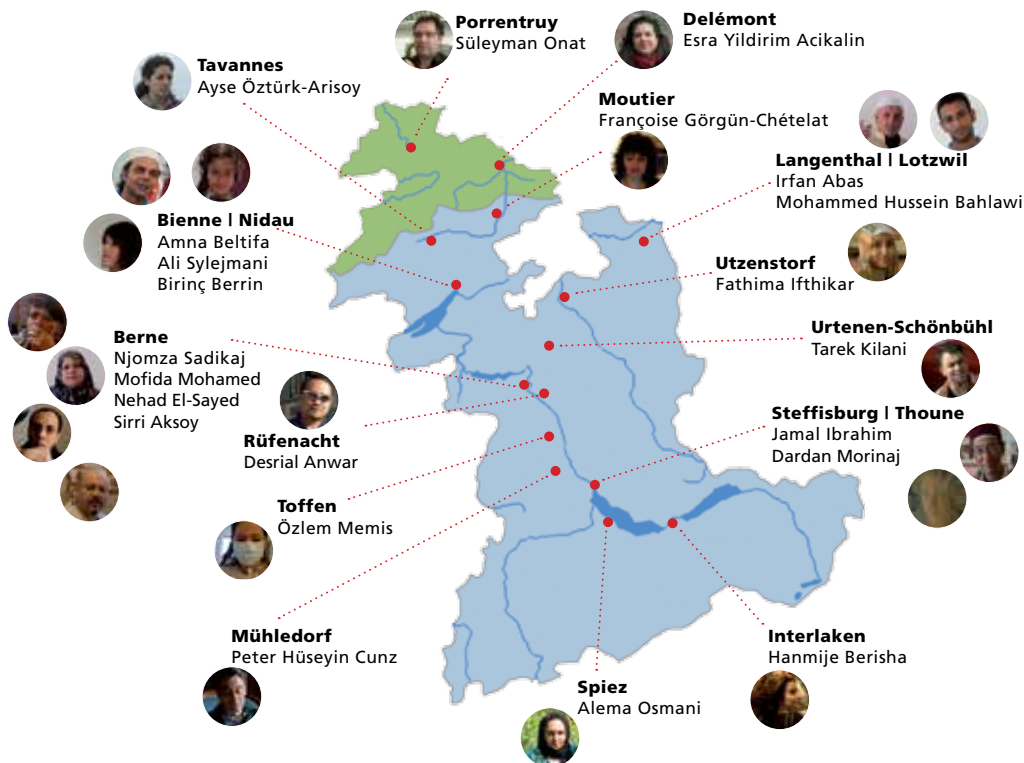 Porrentruy
Süleyman Onat
Delémont
Esra Yildirim Acikalin
Tavannes
Ayse Öztürk-Arisoy
Moutier
Françoise Görgün-Chételat
Langenthal | Lotzwil
Irfan Abas
Mohammed Hussein Bahlawi
Bienne | Nidau
Amna Beltifa
Ali Sylejmani
Birinç Berrin
Utzenstorf
Fathima Ifthikar
Urtenen-Schönbühl
Tarek Kilani
Berne
Njomza Sadikaj
Mofida Mohamed
Nehad El-Sayed
Sirri Aksoy
Rüfenacht
Desrial Anwar
Steffisburg | Thoune
Jamal Ibrahim
Dardan Morinaj
Toffen
Özlem Memis
Mühledorf
Peter Hüseyin Cunz
Interlaken
Hanmije Berisha
Spiez
Alema Osmani